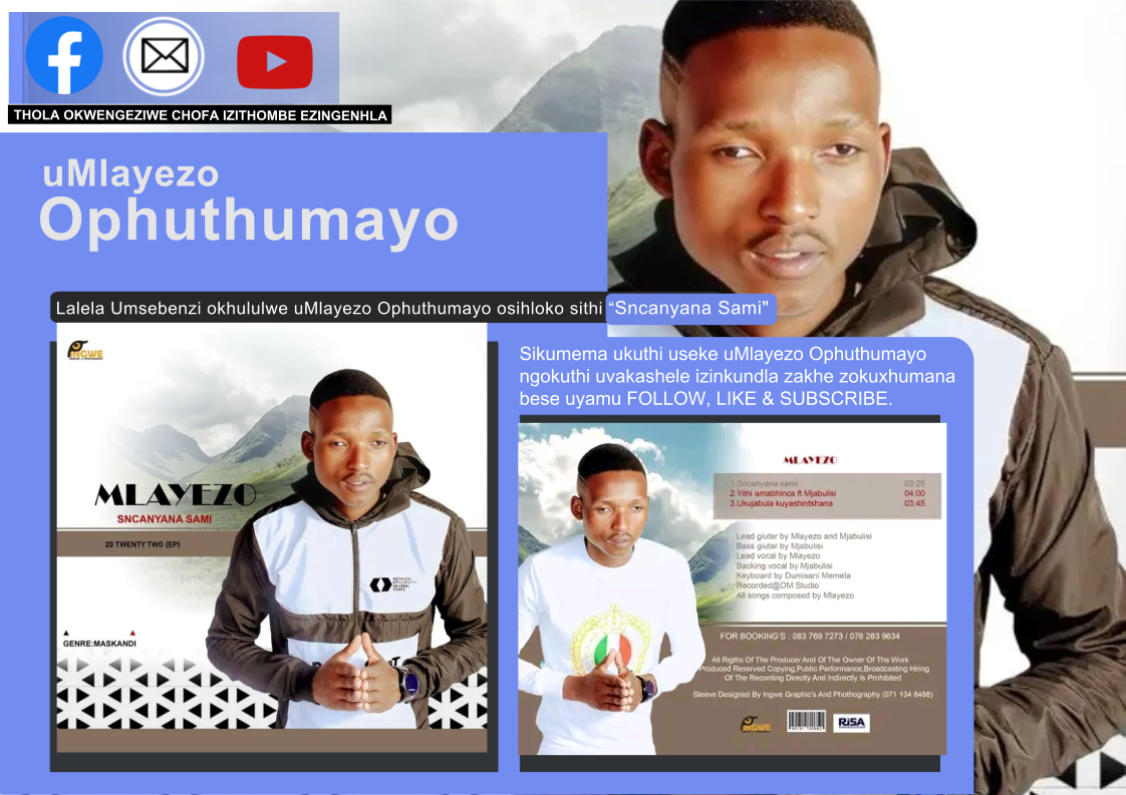 THOLA OKWENGEZIWE CHOFA IZITHOMBE EZINGENHLA
uMlayezo
Ophuthumayo
Lalela Umsebenzi okhululwe uMlayezo Ophuthumayo osihloko sithi “Sncanyana Sami"
INGWE
MLAYEZO
SNCANYANA SAMI
20 TWENTY TWO (EP)
GENRE:MASKANDI
Sikumema ukuthi useke uMlayezo Ophuthumayo
ngokuthi uvakashele izinkundla zakhe zokuxhumana
bese uyamu FOLLOW, LIKE & SUBSCRIBE.
MLAYEZO
1.Sncanyana sami 03:25
2.Yithi amabhinca ft Mjabulisi 04:00
3.Ukujabula kuyashintshana 03:45
Lead giutar by Mlayezo and Mjabulisi
Bass giutar by Mjabulisi
Lead vocal by Mlayezo
Backing vocal by Mjabulisi
Keyboard by Dumisani Memela
Recorded@DM Studio
All songs composed by Mlayezo
FOR BOOKING'S : 083 769 7273 / 076 283 9634
All Rigths Of The Producer And Of The Owner Of The Work
Produced Reserved Copying,Public Performance,Broadcasting Hiring
Of The Recording Directly And Indirectly Is Prohibited
Sleeve Designed By Ingwe Graphic's And Phothography (071 134 8488)
INGWE
RiSA